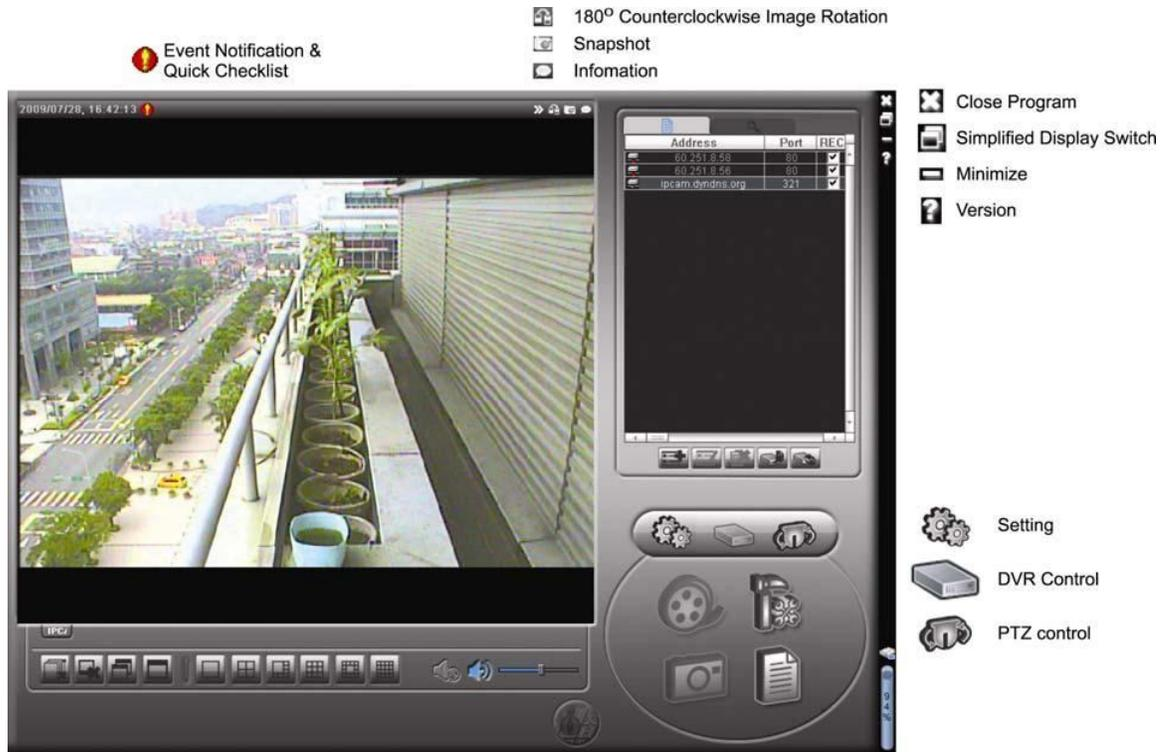 180° Counterclockwise Image Rotation
Snapshot
Infomation
Event Notification &
Quick Checklist
2009/07/28, 16:42:13
Address Port REC
60.251.8.58 80
60.251.8.56 80
ipcam.dyndns.org 321
Close Program
Simplified Display Switch
Minimize
? Version
Setting
DVR Control
PTZ control
94%